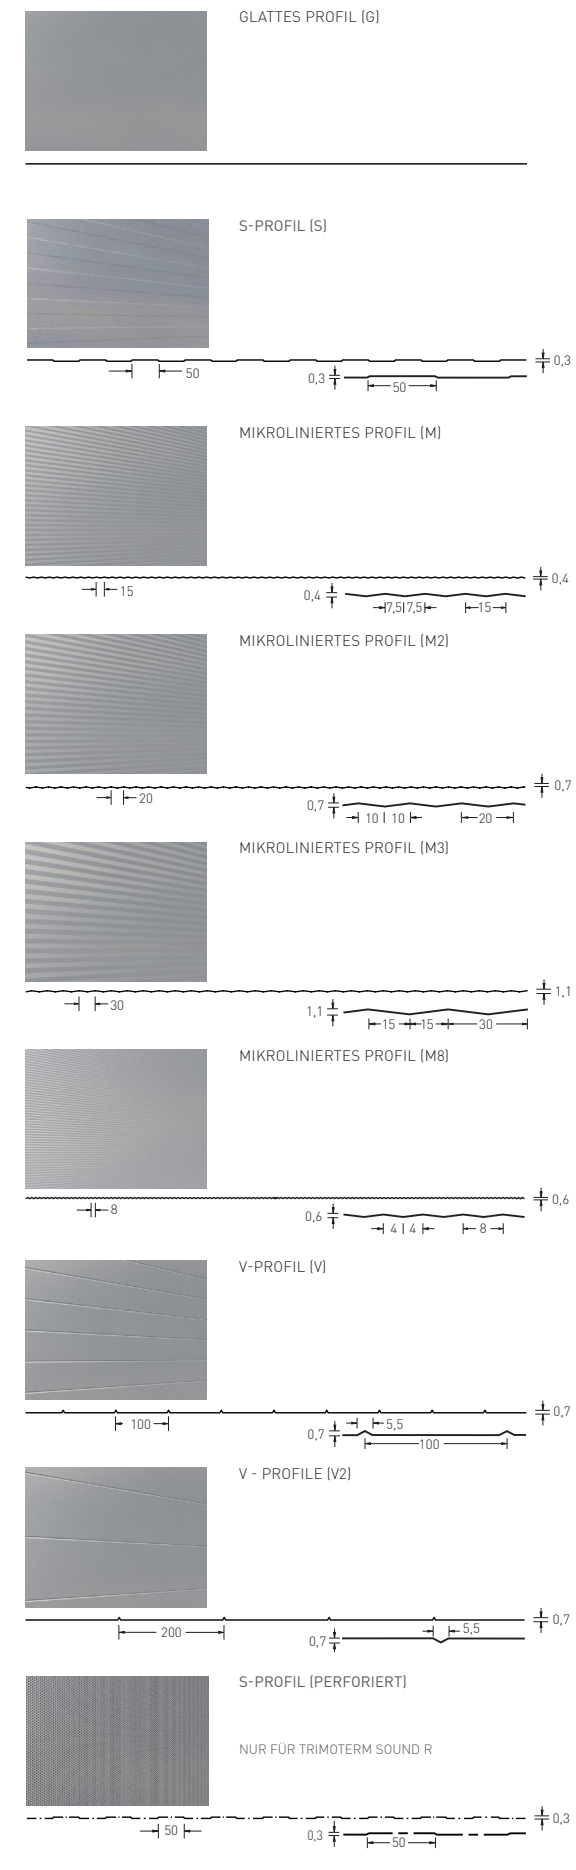 GLATTES PROFIL (G)
S-PROFIL (S)
0,3
50
0,3
50
MIKROLINIERTES PROFIL (M)
0,4
15
0,4
7,5 7,5 15
MIKROLINIERTES PROFIL (M2)
0,7
20
0,7
10 10 20
MIKROLINIERTES PROFIL (M3)
1,1
30
1,1
15 15 30
MIKROLINIERTES PROFIL (M8)
0,6
8
0,6
4 4 8
V-PROFIL (V)
0,7
100
5,5
0,7
100
V - PROFILE (V2)
0,7
200
5,5
0,7
S-PROFIL (PERFORIERT)
NUR FÜR TRIMOTERM SOUND R
0,3
50
0,3
50